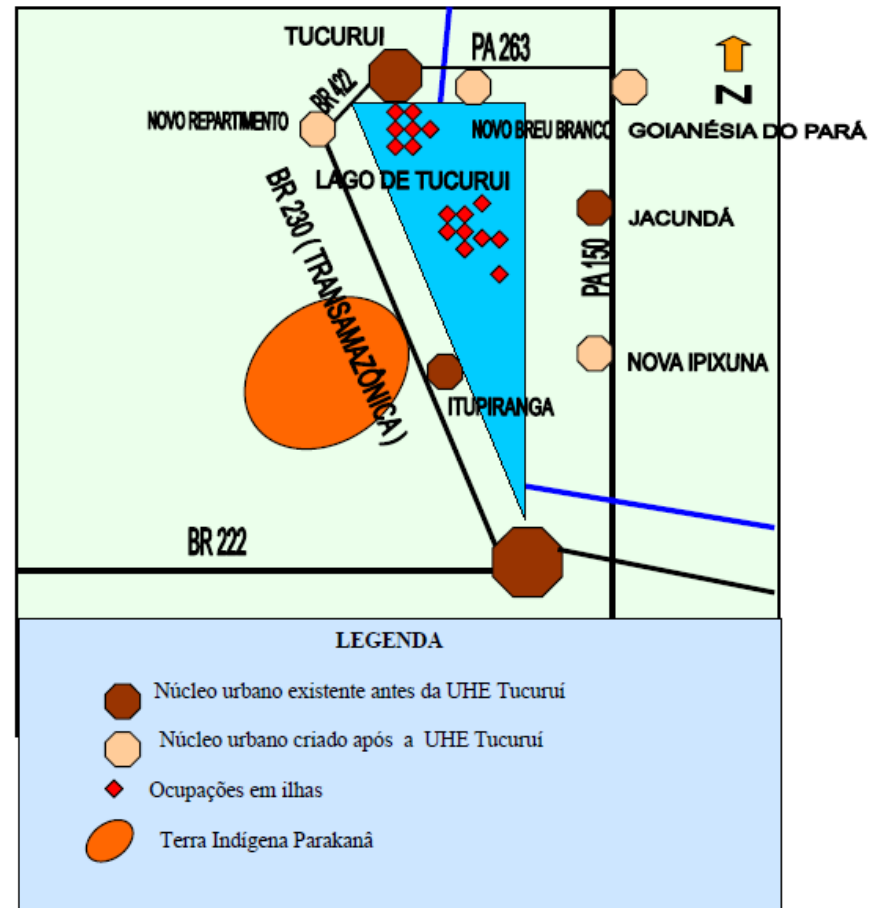 TUCURUI
PA 263
BR 422
N
NOVO REPARTIMENTO
NOVO BREU BRANCO
GOIANÉSIA DO PARÁ
LAGO DE TUCURUI
BR 230 ( TRANSAMAZÔNICA )
JACUNDÁ
PA 150
NOVA IPIXUNA
ITUPIRANGA
BR 222
LEGENDA
Núcleo urbano existente antes da UHE Tucuruí
Núcleo urbano criado após a UHE Tucuruí
Ocupações em ilhas
Terra Indígena Parakanâ